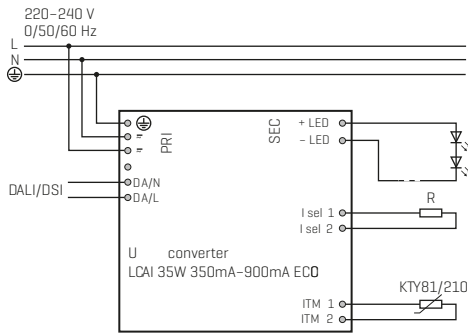 220-240 V
0/50/60 Hz
L
N
PRI
SEC
+ LED
– LED
DALI/DSI
DA/N
DA/L
I sel 1
I sel 2
R
U converter
LCAI 35W 350mA–900mA ECO
ITM 1
ITM 2
KTY81/210